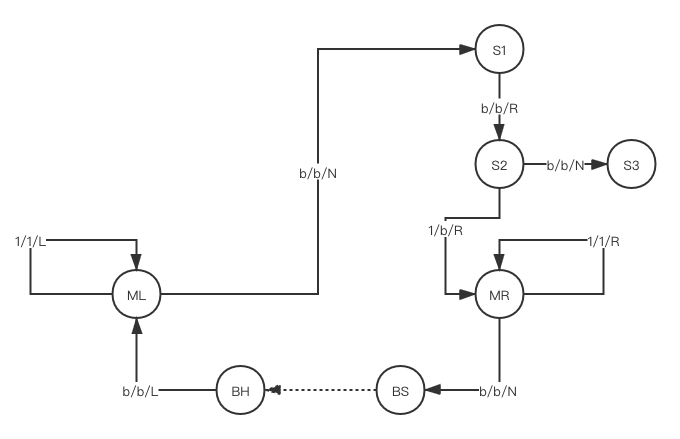 S1
b/b/R
S2
b/b/N
S3
b/b/N
1/b/R
1/1/L
1/1/R
ML
MR
b/b/L
BH
BS
b/b/N